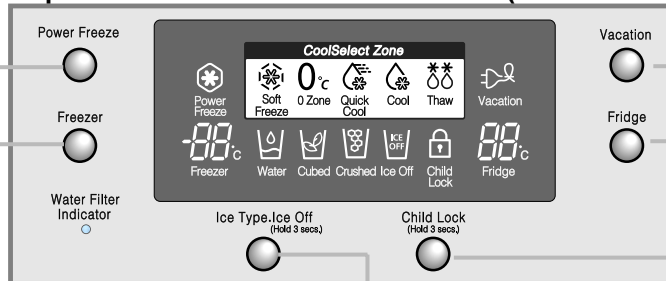 Power Freeze
Vacation
CoolSelect Zone
0°c
Soft Freeze
0 Zone
Quick Cool
Cool
Thaw
Power Freeze
Vacation
Freezer
Fridge
-88°c
ICE OFF
88°c
Freezer
Water
Cubed
Crushed
Ice Off
Child Lock
Fridge
Water Filter
Indicator
Ice Type.Ice Off
(Hold 3 secs.)
Child Lock
(Hold 3 secs.)